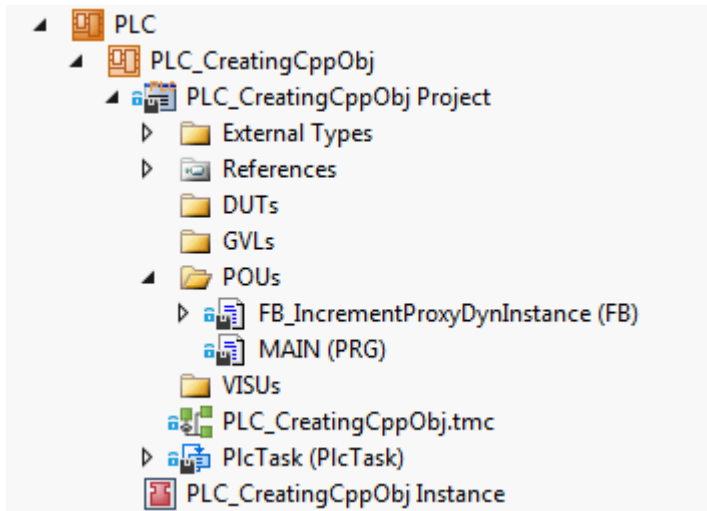 PLC
PLC_CreatingCppObj
PLC_CreatingCppObj Project
External Types
References
DUTs
GVLs
POUs
FB_IncrementProxyDynInstance (FB)
MAIN (PRG)
VISUs
PLC_CreatingCppObj.tmc
PlcTask (PlcTask)
PLC_CreatingCppObj Instance